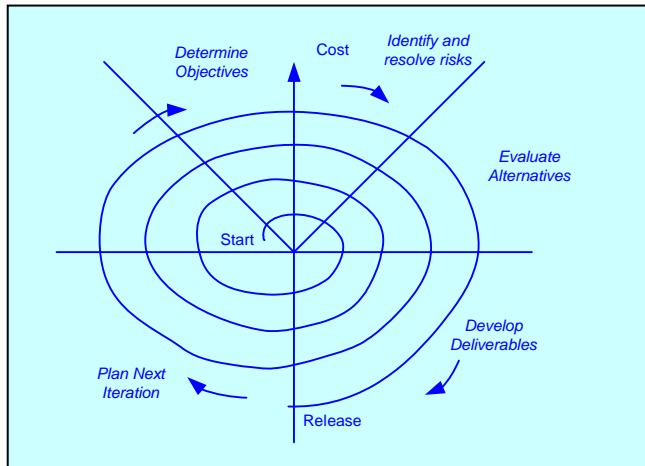 Determine
Objectives
Cost
Identify and
resolve risks
Evaluate
Alternatives
Start
Develop
Deliverables
Plan Next
Iteration
Release